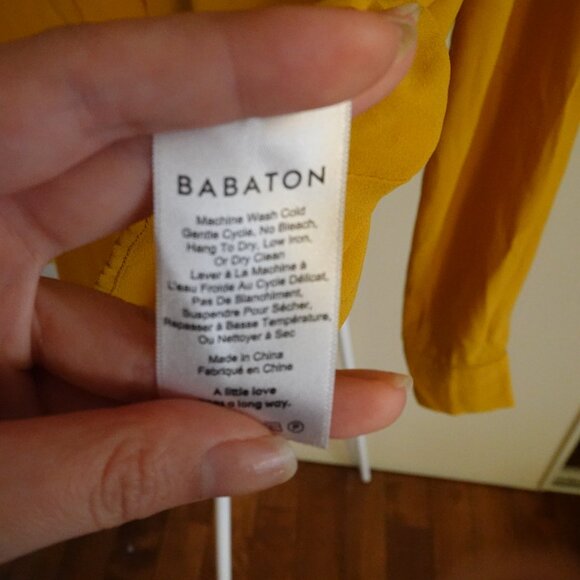 BABATON
Machine Wash Cold
Gentle Cycle, No Bleach,
Hang To Dry, Low Iron,
Or Dry Clean
Laver à La Machine à
L'eau Froide Au Cycle Délicat,
Pas De Blanchiment,
Suspendre Pour Sécher,
Repasser à Basse Température,
Ou Nettoyer à Sec
Made in China
Fabriqué en Chine
A little love
a long way.